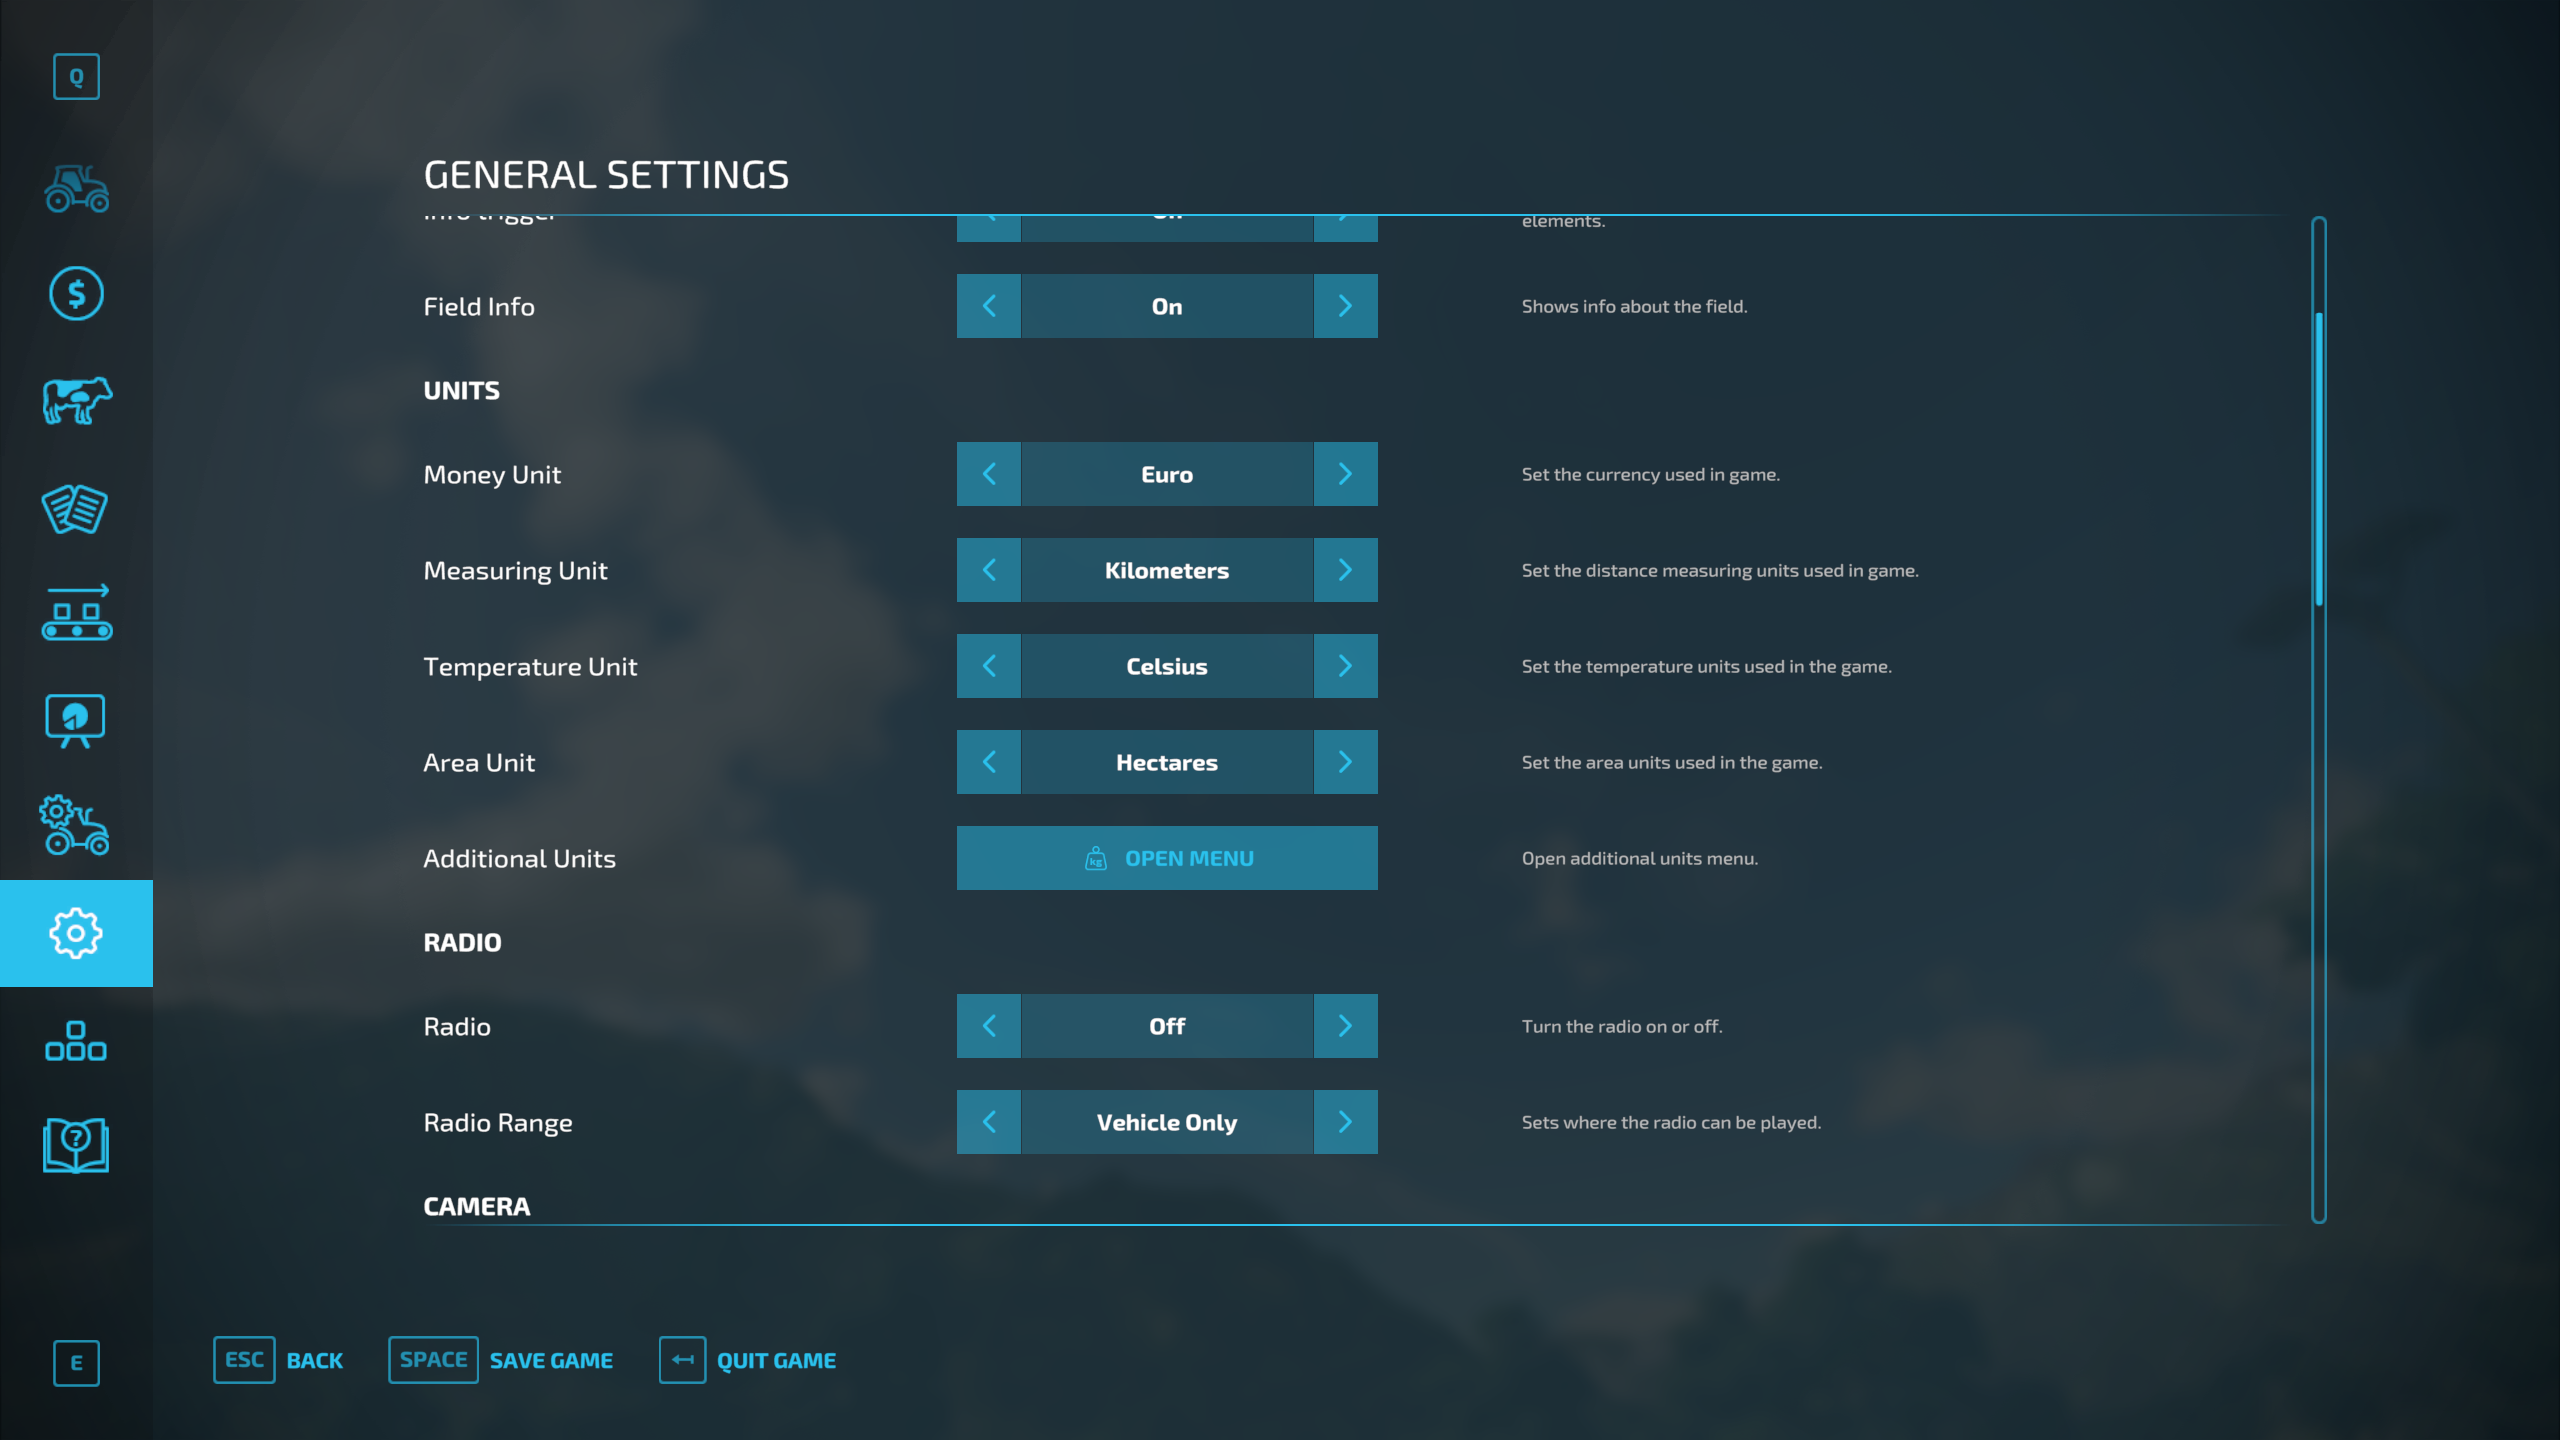 Q
GENERAL SETTINGS
Info trigger On elements.
Field Info On Shows info about the field.
UNITS
Money Unit Euro Set the currency used in game.
Measuring Unit Kilometers Set the distance measuring units used in game.
Temperature Unit Celsius Set the temperature units used in the game.
Area Unit Hectares Set the area units used in the game.
Additional Units kg OPEN MENU Open additional units menu.
RADIO
Radio Off Turn the radio on or off.
Radio Range Vehicle Only Sets where the radio can be played.
CAMERA
E ESC BACK SPACE SAVE GAME QUIT GAME